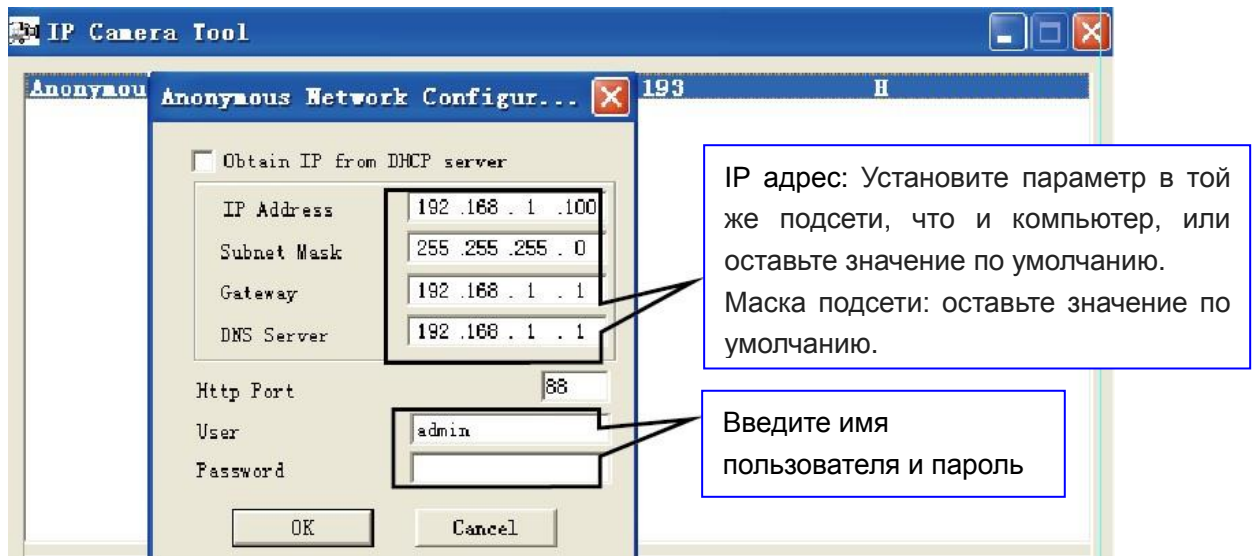 IP Camera Tool
Anonymou 193 H
Anonymous Network Configur...
Obtain IP from DHCP server
IP Address 192 .168 . 1 .100
Subnet Mask 255 .255 .255 . 0
Gateway 192 .168 . 1 . 1
DNS Server 192 .168 . 1 . 1
Http Port 88
User admin
Password
OK Cancel
IP адрес: Установите параметр в той
же подсети, что и компьютер, или
оставьте значение по умолчанию.
Маска подсети: оставьте значение по
умолчанию.
Введите имя
пользователя и пароль